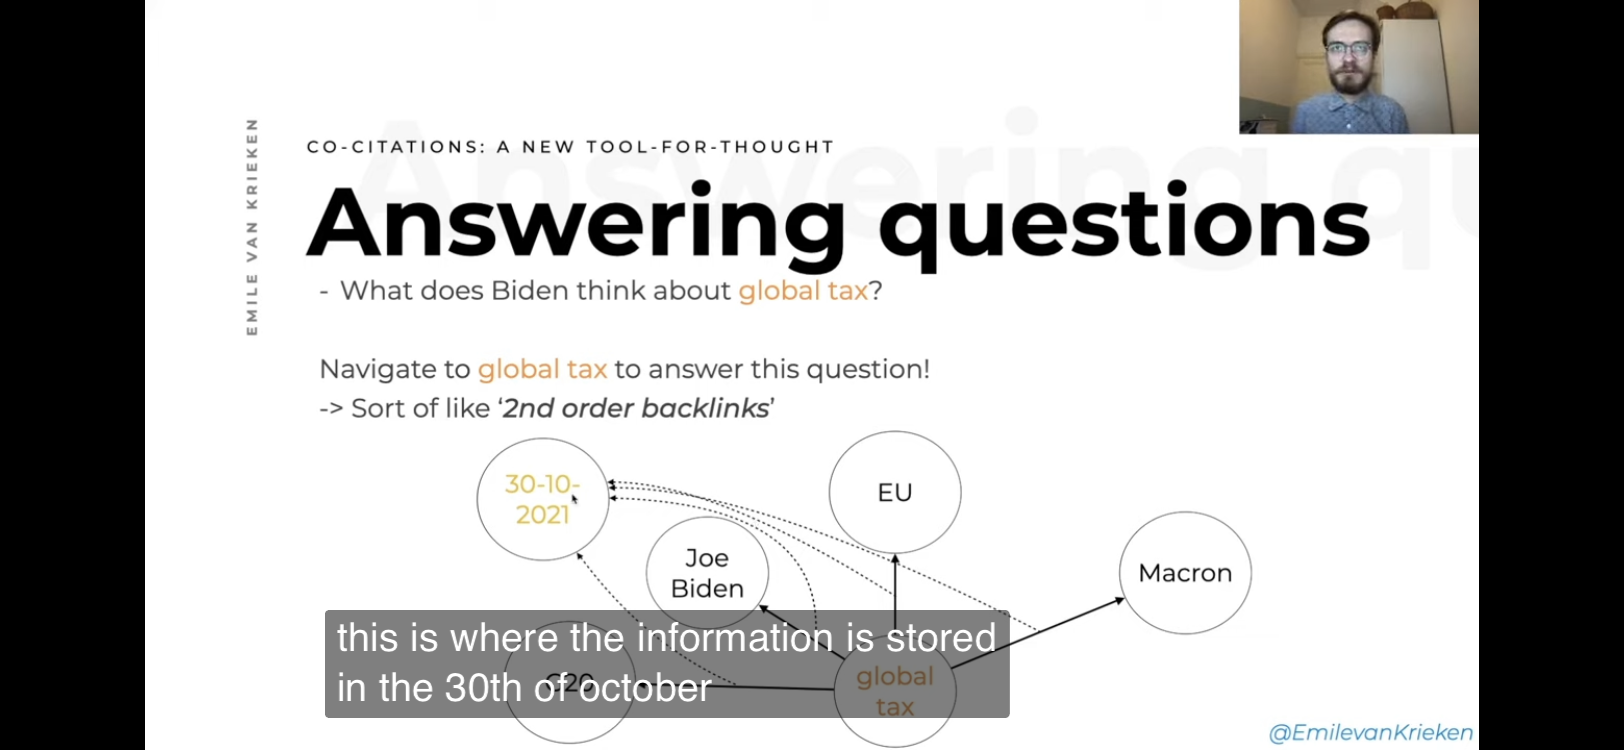 EMILE VAN KRIEKEN
CO-CITATIONS: A NEW TOOL-FOR-THOUGHT
Answering questions
- What does Biden think about global tax?
Navigate to global tax to answer this question!
-> Sort of like ‘2nd order backlinks’
30-10-
2021
EU
Joe
Biden
Macron
this is where the information is stored
in the 30th of october
G20
global
tax
@EmilevanKrieken